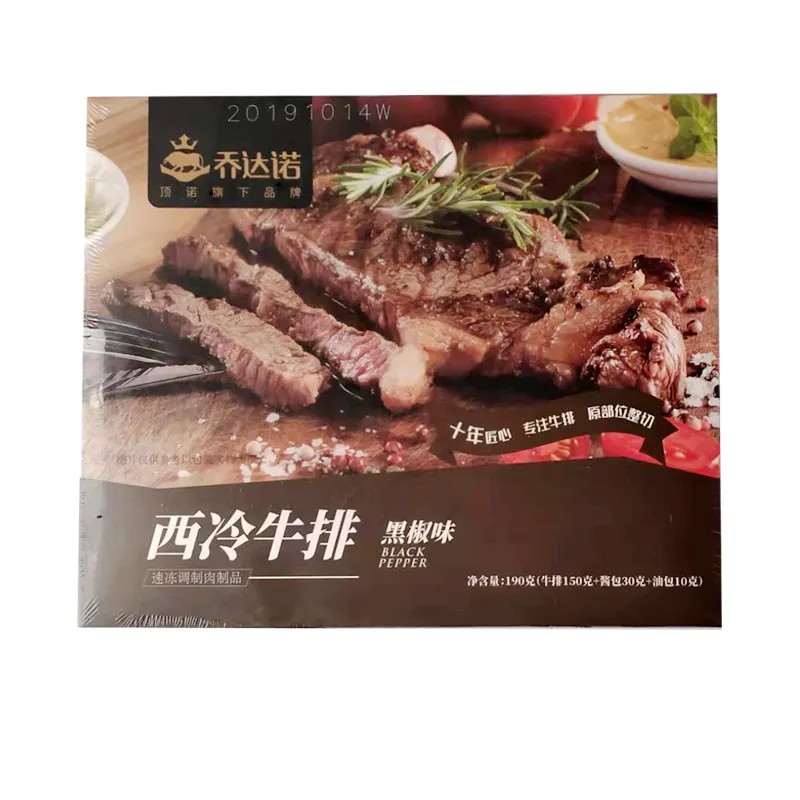 20191014W
乔达诺
顶诺旗下品牌
十年匠心 专注牛排 原部位整切
西冷牛排
黑椒味
BLACK
PEPPER
速冻调制肉制品
净含量:190克(牛排150克+酱包30克+油包10克)